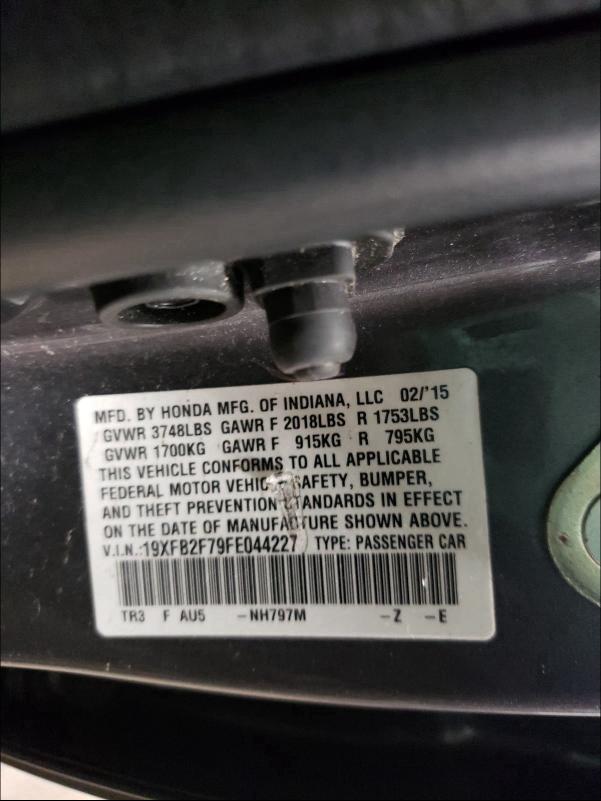 MFD. BY HONDA MFG. OF INDIANA, LLC 02/'15
GVWR 3748LBS GAWR F 2018LBS R 1753LBS
GVWR 1700KG GAWR F 915KG R 795KG
THIS VEHICLE CONFORMS TO ALL APPLICABLE
FEDERAL MOTOR VEHIC SAFETY, BUMPER,
AND THEFT PREVENTION STANDARDS IN EFFECT
ON THE DATE OF MANUFACTURE SHOWN ABOVE.
V.I.N.:19XFB2F79FE044227 TYPE: PASSENGER CAR
TR3 F AU5 -NH797M -Z -E